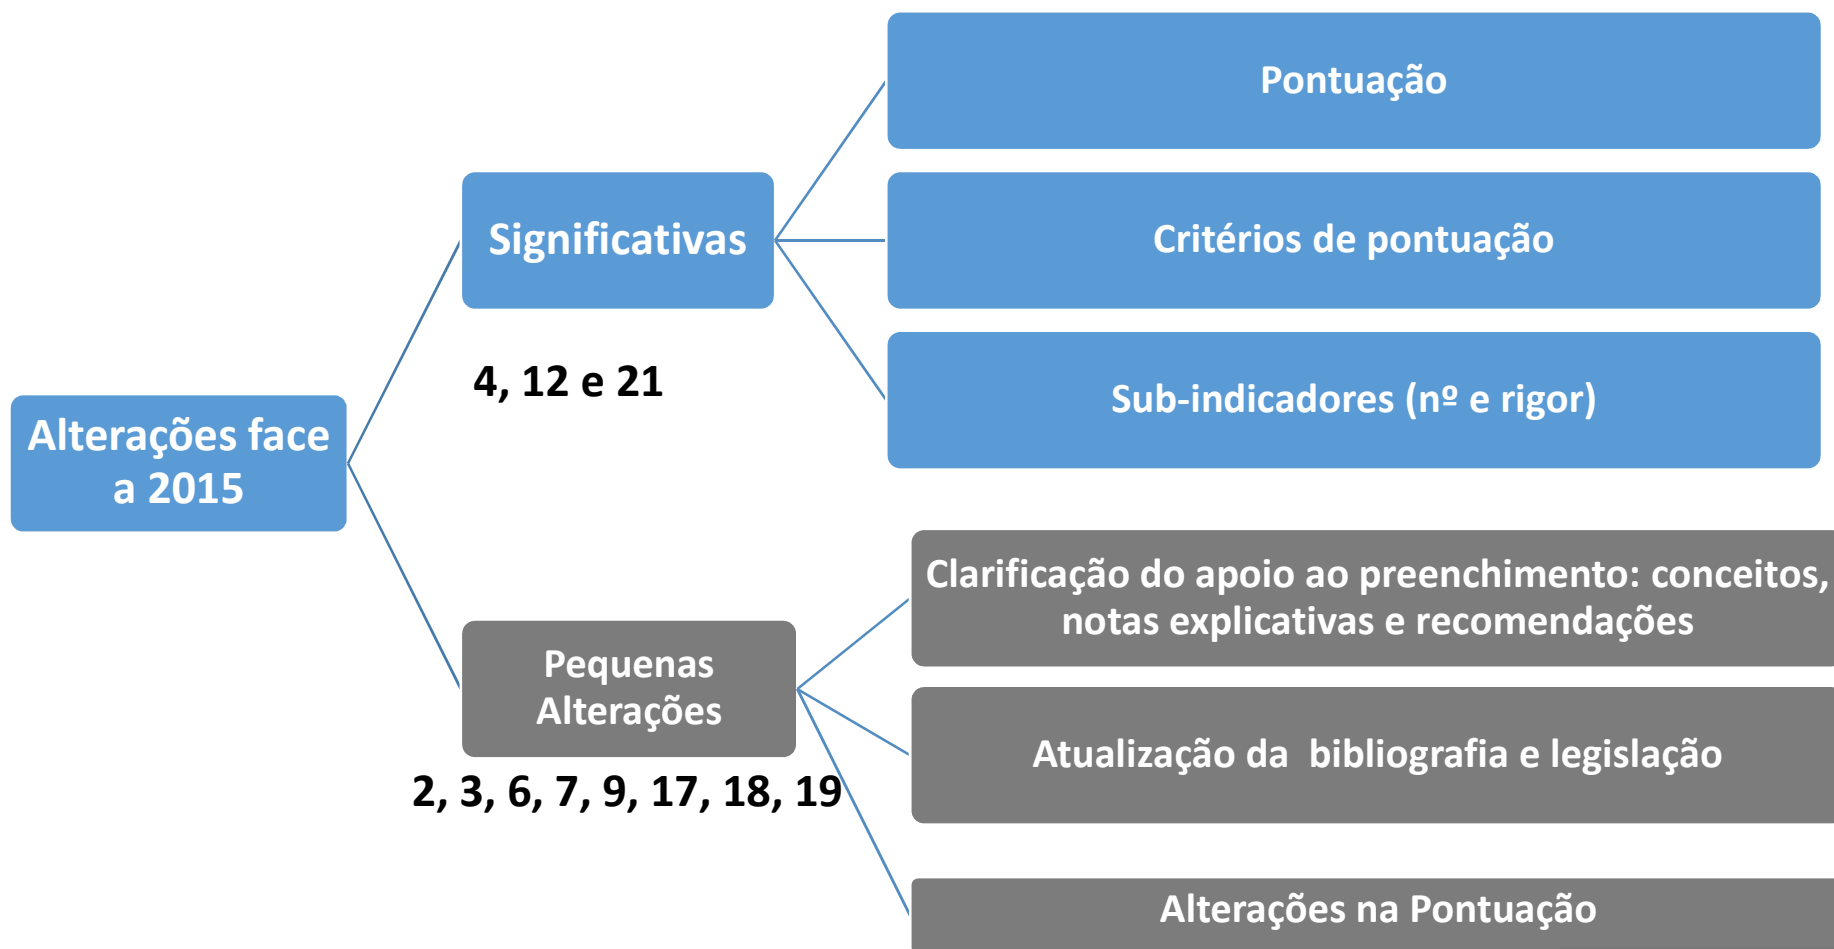 Alterações face
a 2015
Significativas
4, 12 e 21
Pontuação
Critérios de pontuação
Sub-indicadores (nº e rigor)
Pequenas
Alterações
2, 3, 6, 7, 9, 17, 18, 19
Clarificação do apoio ao preenchimento: conceitos,
notas explicativas e recomendações
Atualização da  bibliografia e legislação
Alterações na Pontuação